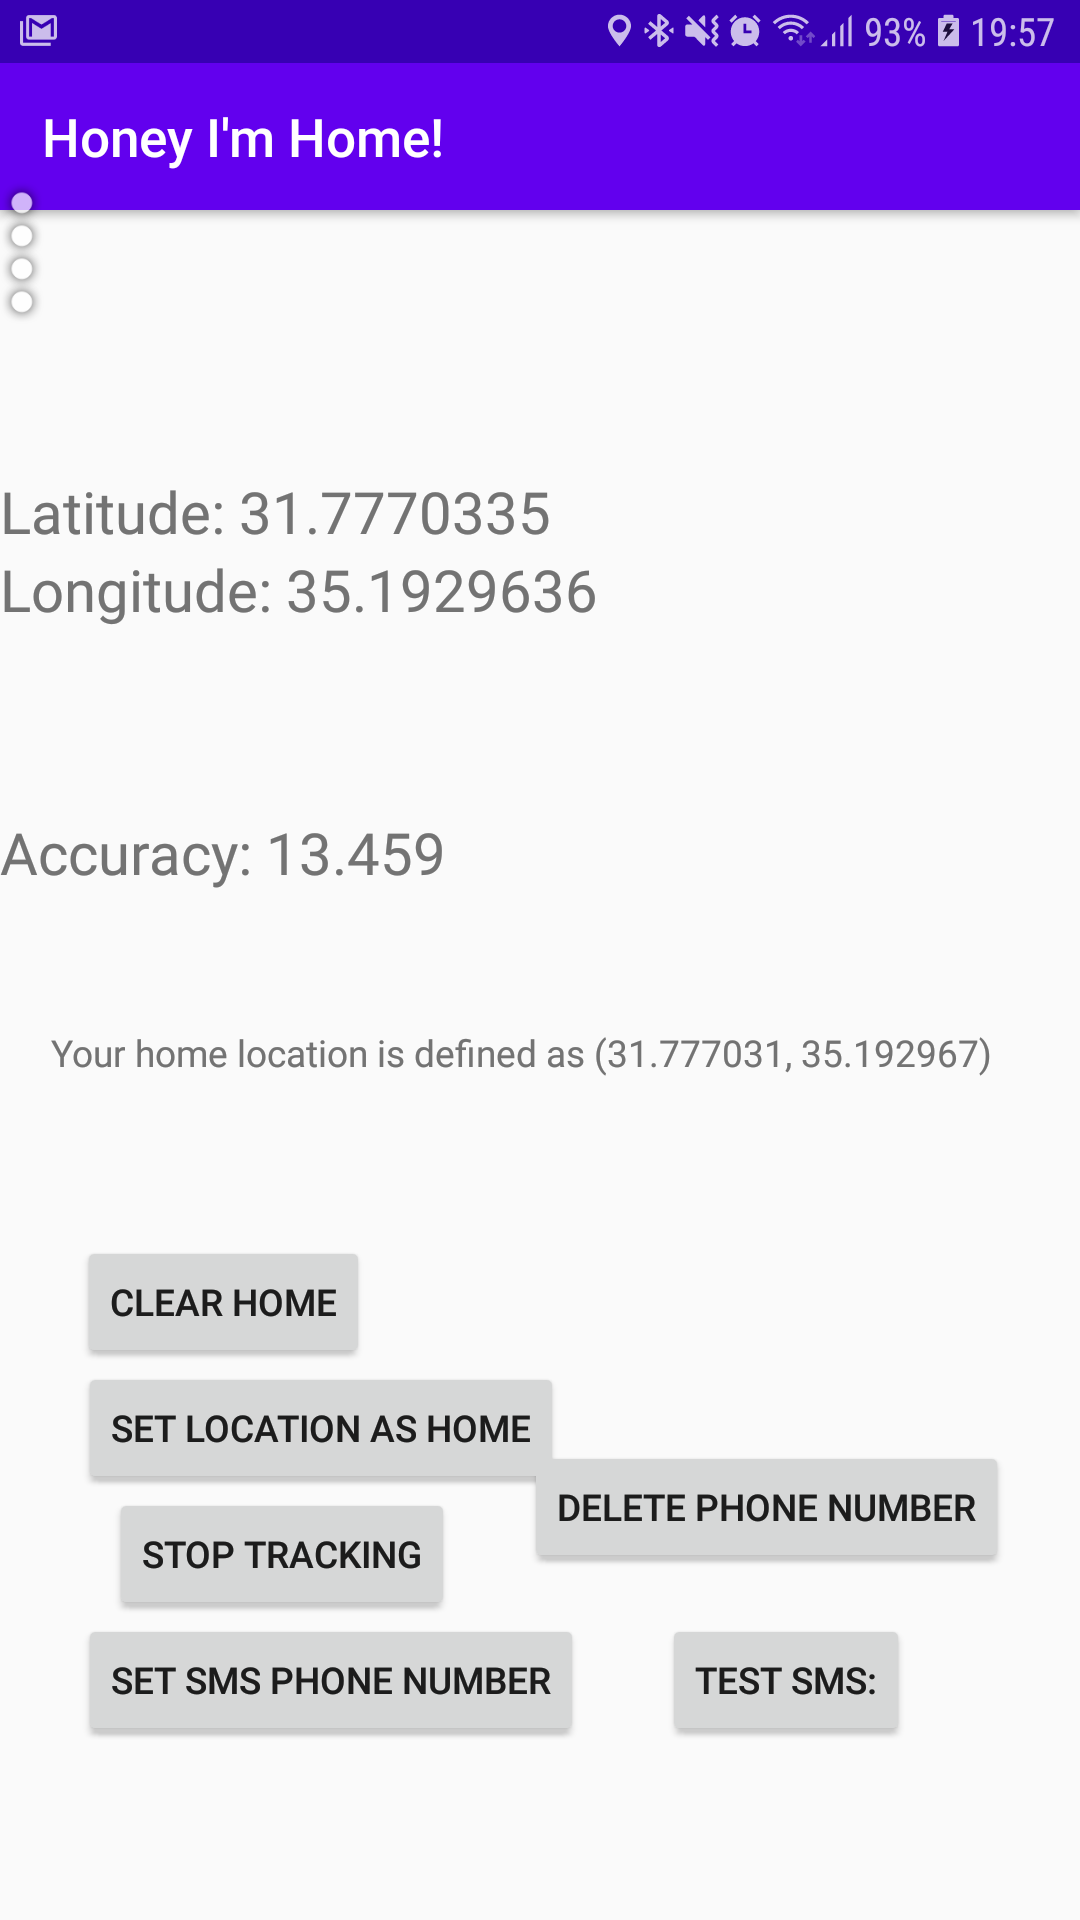 93% 19:57
Honey I'm Home!
Latitude: 31.7770335
Longitude: 35.1929636
Accuracy: 13.459
Your home location is defined as (31.777031, 35.192967)
CLEAR HOME
SET LOCATION AS HOME
DELETE PHONE NUMBER
STOP TRACKING
SET SMS PHONE NUMBER TEST SMS: